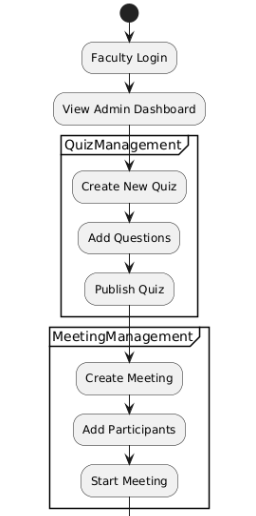 Faculty Login
View Admin Dashboard
QuizManagement
Create New Quiz
Add Questions
Publish Quiz
MeetingManagement
Create Meeting
Add Participants
Start Meeting